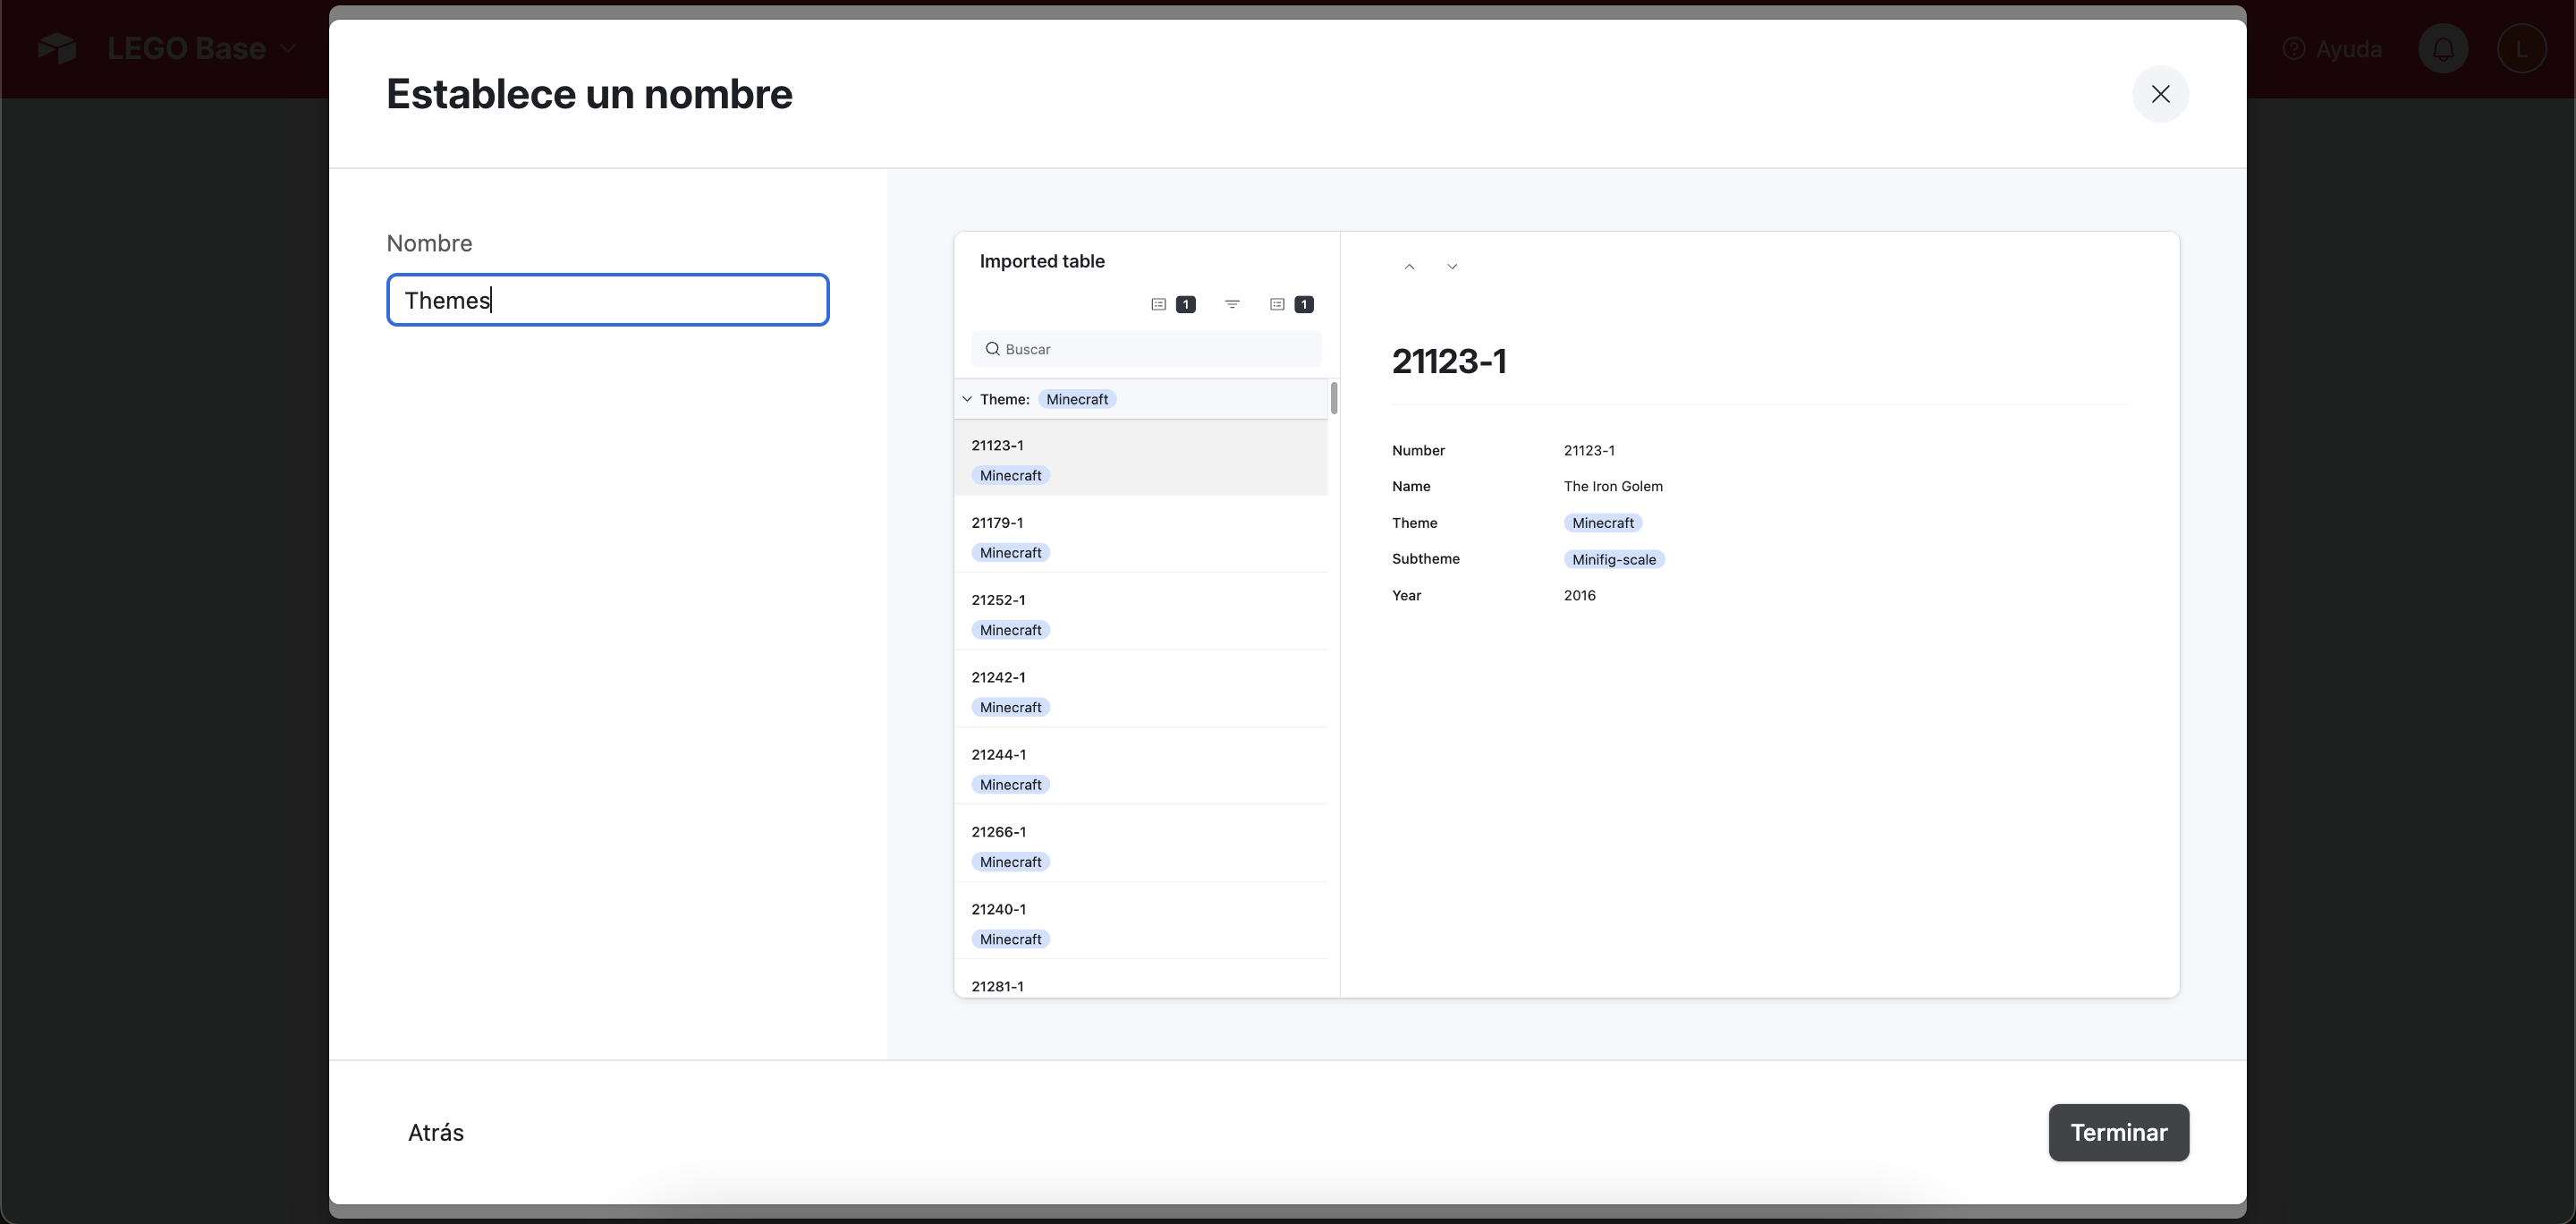 LEGO Base
Ayuda
L
Establece un nombre
Nombre
Themes
Imported table
1
1
Buscar
Theme: Minecraft
21123-1
Minecraft
21179-1
Minecraft
21252-1
Minecraft
21242-1
Minecraft
21244-1
Minecraft
21266-1
Minecraft
21240-1
Minecraft
21281-1
21123-1
Number 21123-1
Name The Iron Golem
Theme Minecraft
Subtheme Minifig-scale
Year 2016
Atrás
Terminar